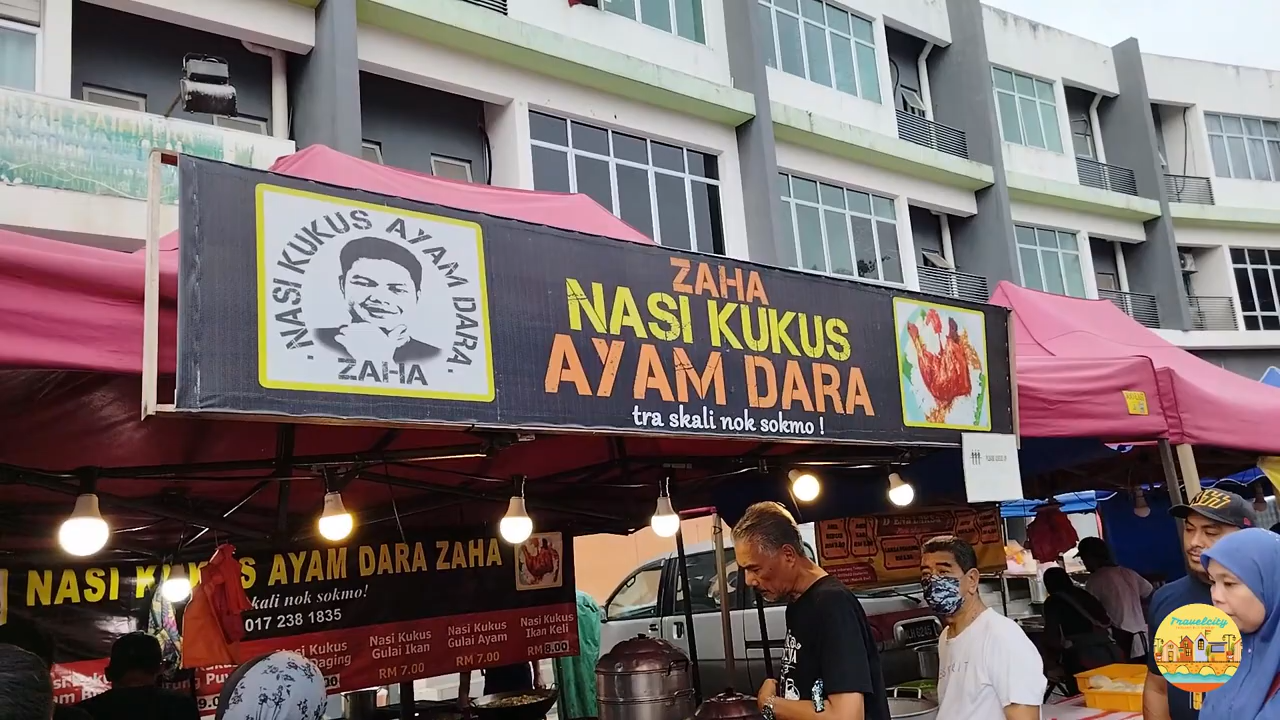 NASI KUKUS AYAM DARA
ZAHA
ZAHA
NASI KUKUS
AYAM DARA
tra skali nok sokmo !
NASI KUKUS AYAM DARA ZAHA
kali nok sokmo!
017 238 1835
Nasi Kukus
Gulai Ikan
RM 7.00
Nasi Kukus
Gulai Ayam
RM 7.00
Nasi Kukus
Ikan Keli
RM 8.00
Travelcity